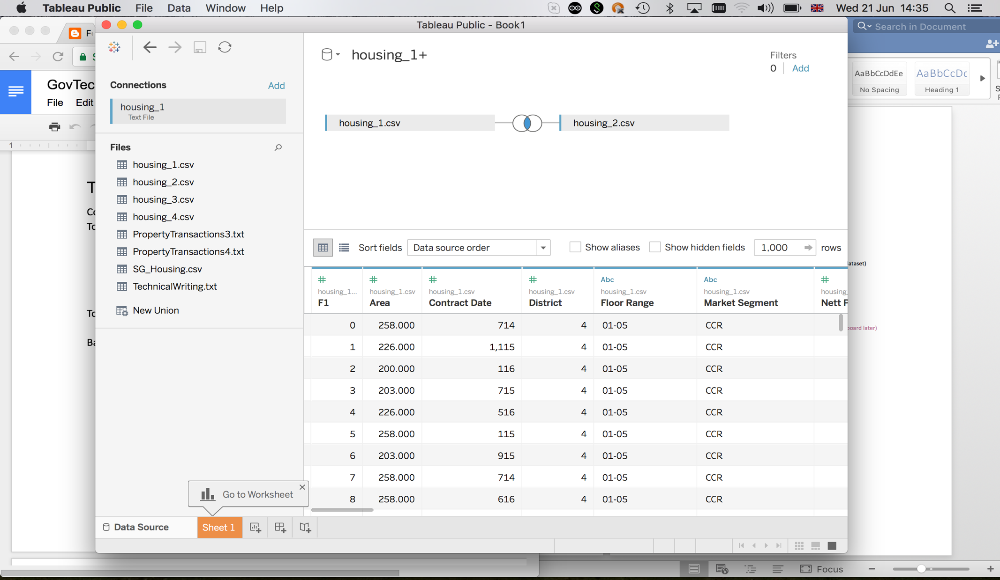 Tableau Public File Data Window Help Wed 21 Jun 14:35
Tableau Public - Book1
Search in Document
GovTec
File Edit
housing_1+
Filters
0 Add
Connections Add
housing_1
Text File
housing_1.csv housing_2.csv
AaBbCcDdEe AaBbCcDc
No Spacing Heading 1
Files
housing_1.csv
housing_2.csv
housing_3.csv
housing_4.csv
PropertyTransactions3.txt
PropertyTransactions4.txt
SG_Housing.csv
TechnicalWriting.txt
New Union
1
T
Co
To
To
Ba
Sort fields Data source order Show aliases Show hidden fields 1,000 rows
Abc Abc
housing_1... housing_1.csv housing_1.csv housing_1.csv housing_1.csv housing_1.csv housing_
F1 Area Contract Date District Floor Range Market Segment Nett P
0 258.000 714 4 01-05 CCR
1 226.000 1,115 4 01-05 CCR
2 200.000 116 4 01-05 CCR
3 203.000 715 4 01-05 CCR
4 226.000 516 4 01-05 CCR
5 258.000 115 4 01-05 CCR
6 203.000 915 4 01-05 CCR
7 258.000 714 4 01-05 CCR
8 258.000 616 4 01-05 CCR
ataset)
board later)
Go to Worksheet
Data Source Sheet 1
Focus